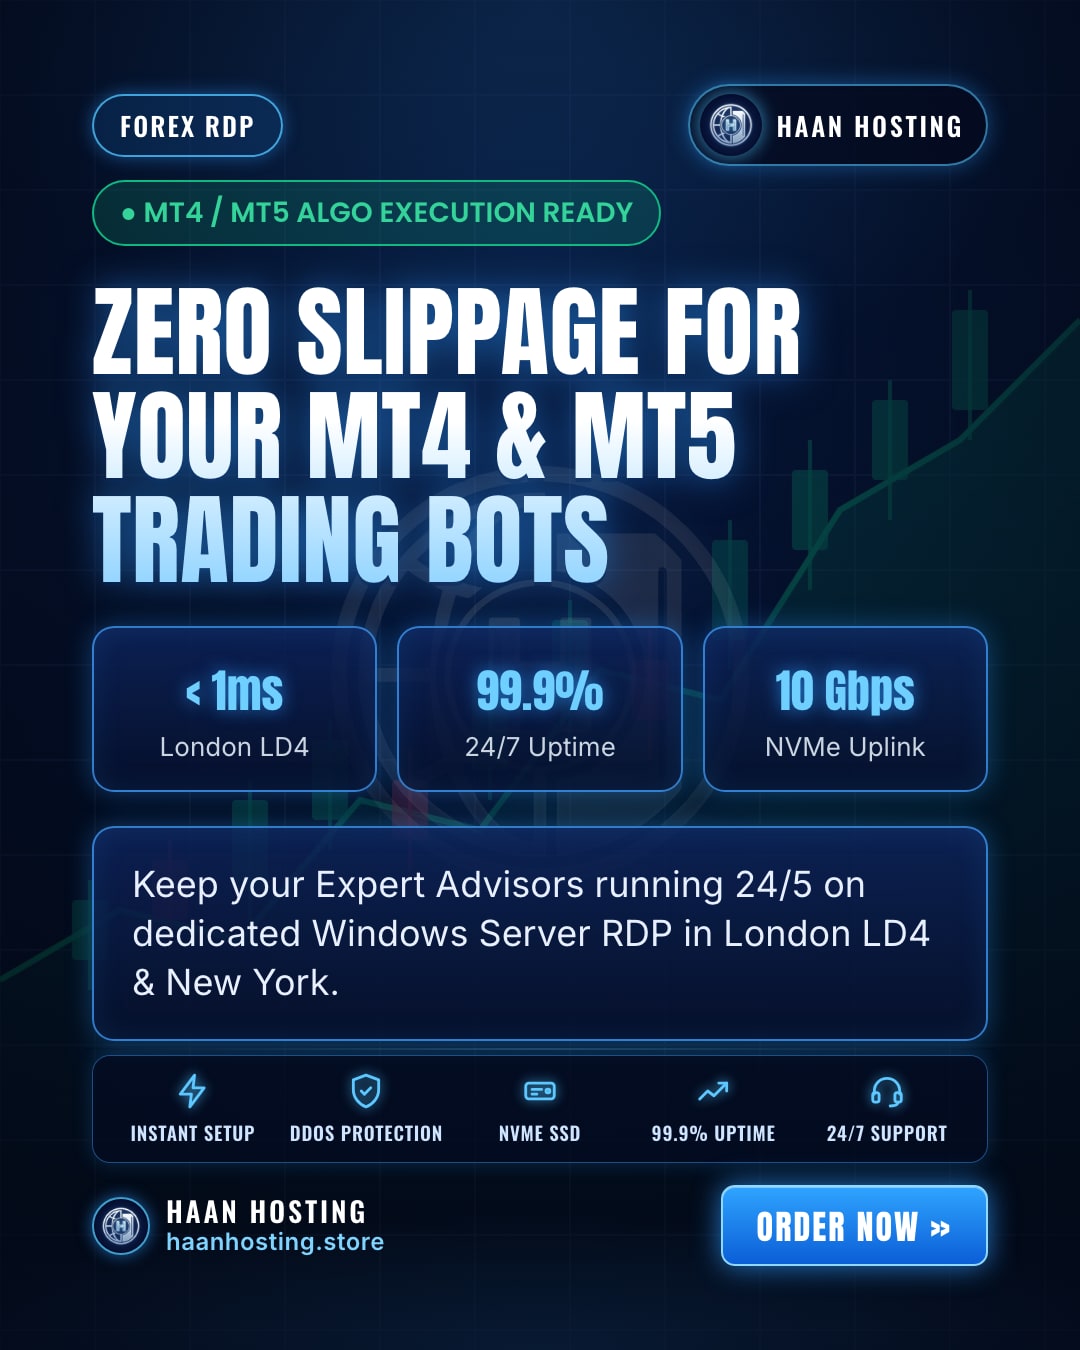 FOREX RDP
HAAN HOSTING
● MT4 / MT5 ALGO EXECUTION READY
ZERO SLIPPAGE FOR
YOUR MT4 & MT5
TRADING BOTS
< 1ms
London LD4
99.9%
24/7 Uptime
10 Gbps
NVMe Uplink
Keep your Expert Advisors running 24/5 on
dedicated Windows Server RDP in London LD4
& New York.
INSTANT SETUP
DDOS PROTECTION
NVME SSD
99.9% UPTIME
24/7 SUPPORT
HAAN HOSTING
haanhosting.store
ORDER NOW »